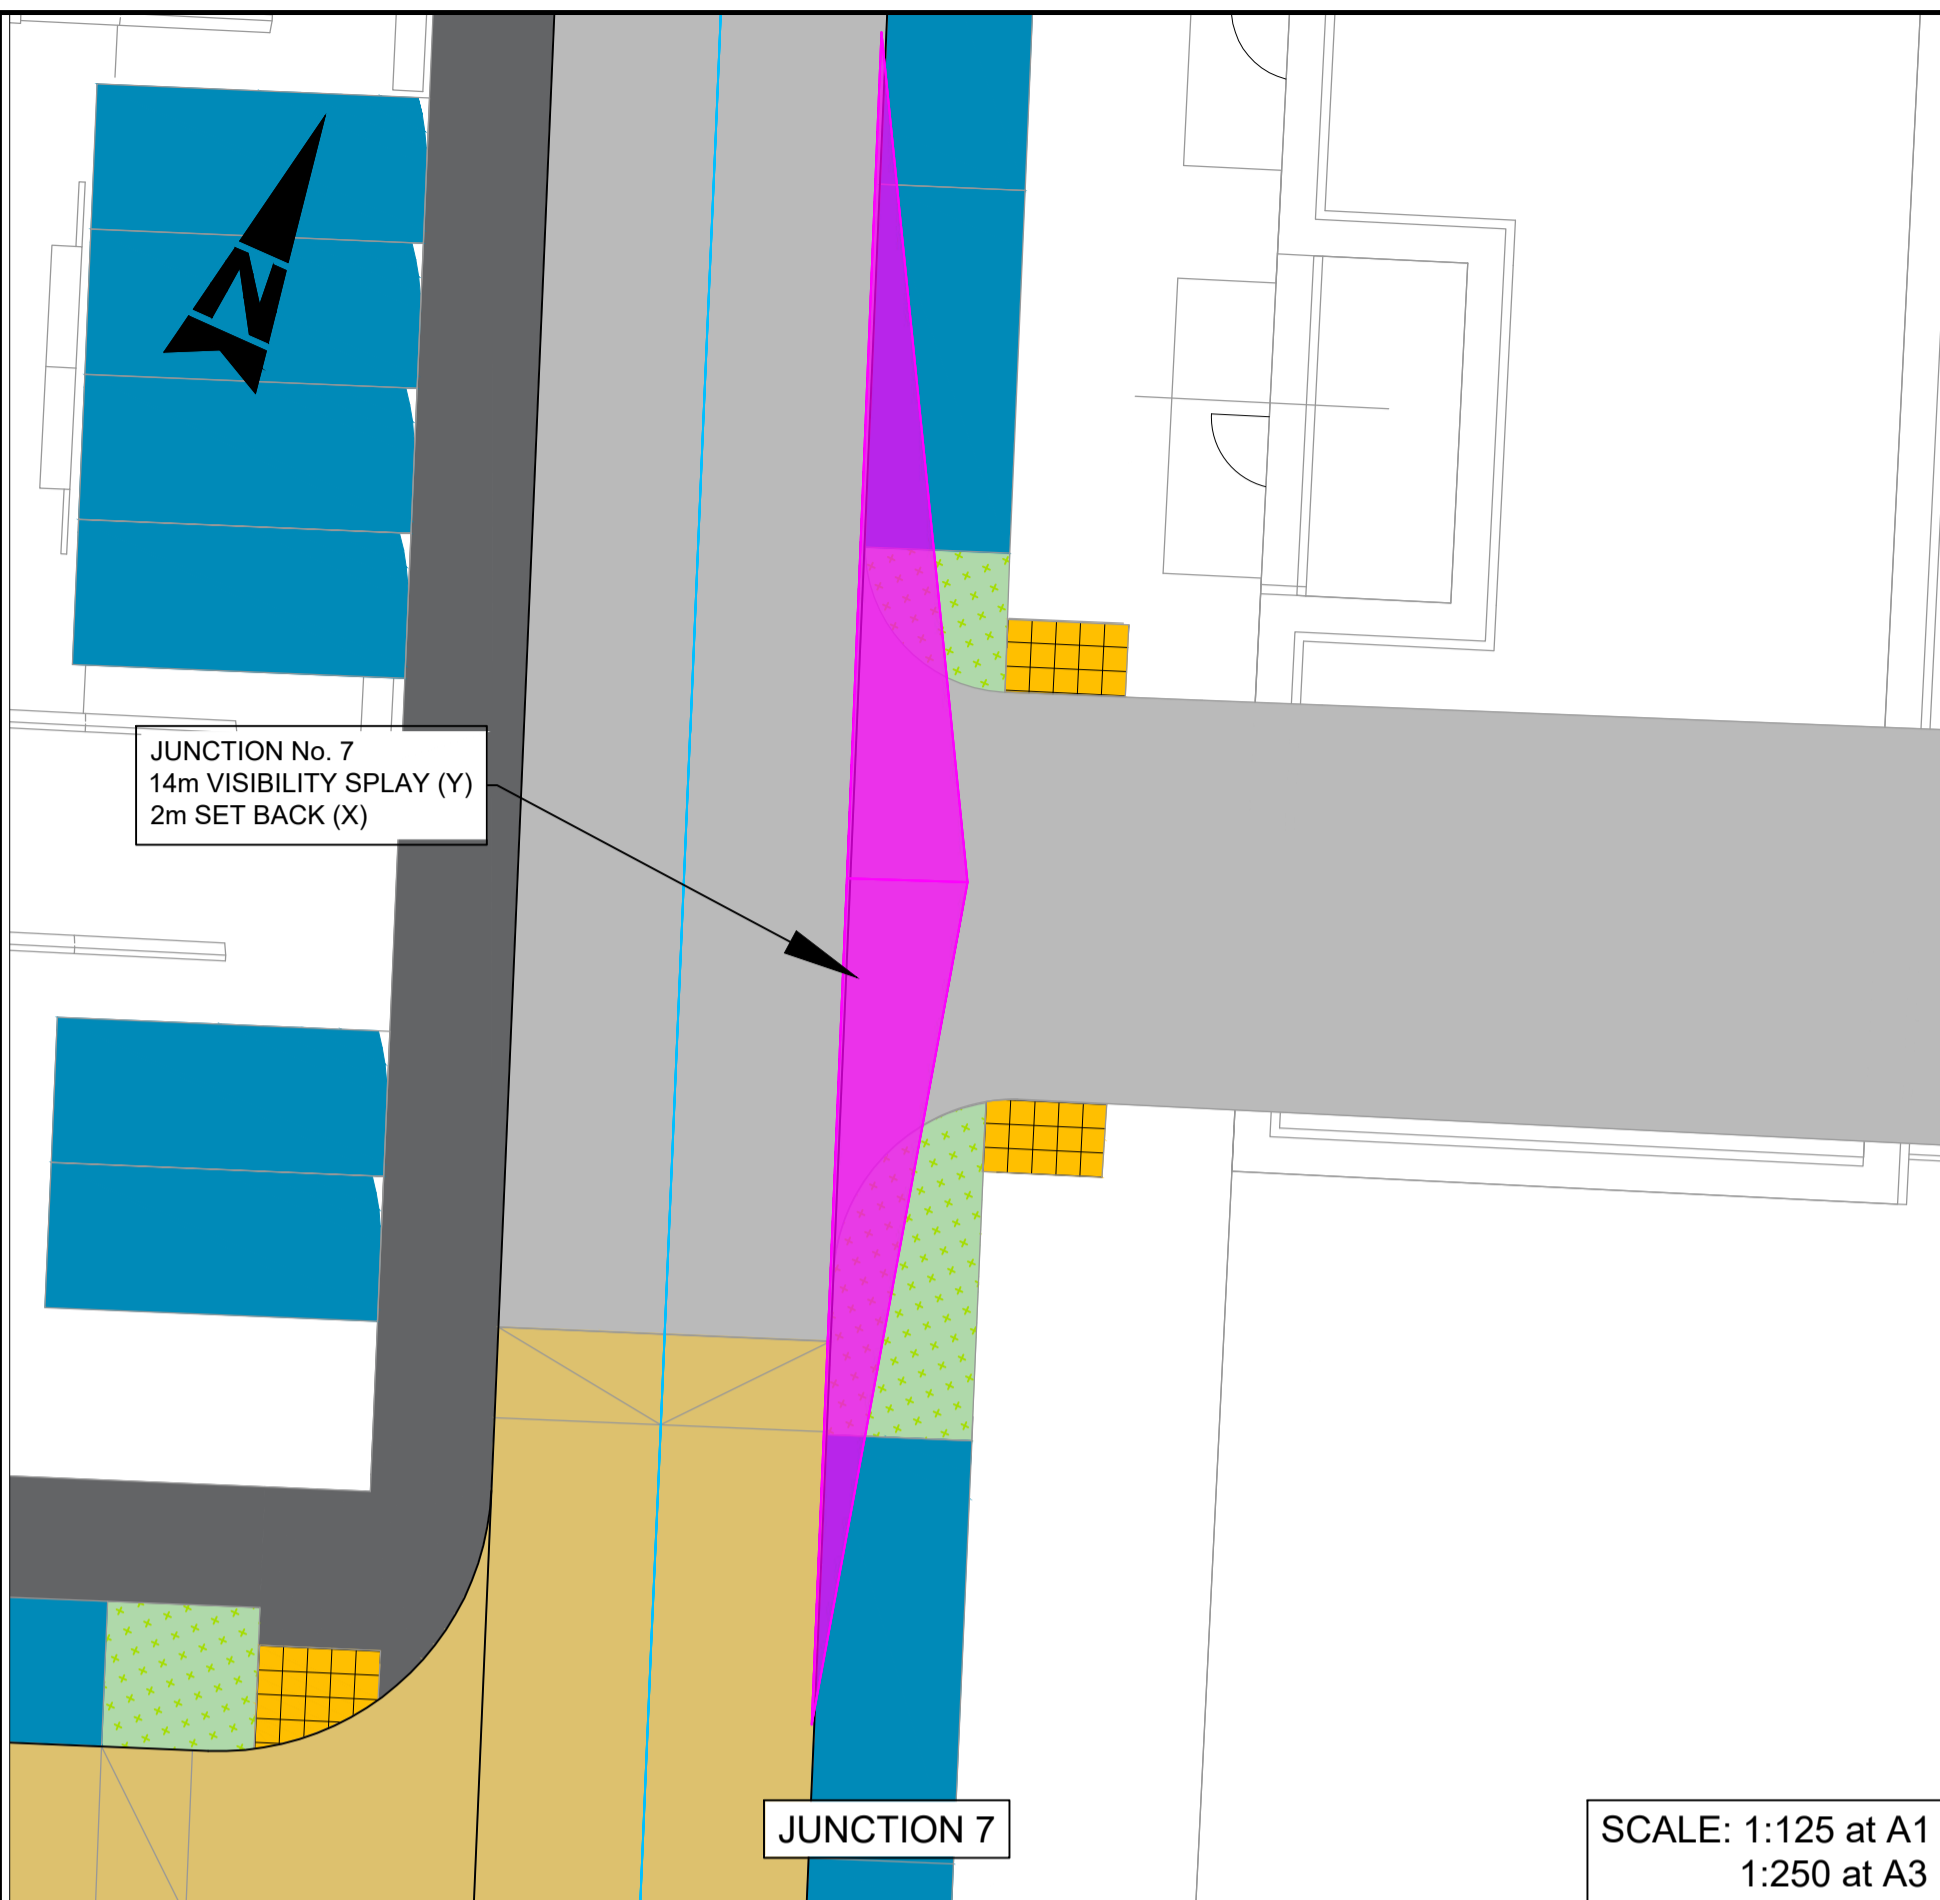 N
JUNCTION No. 7
14m VISIBILITY SPLAY (Y)
2m SET BACK (X)
JUNCTION 7
SCALE: 1:125 at A1
1:250 at A3